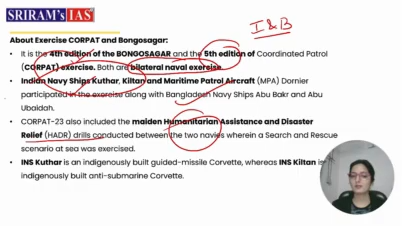 SRIRAM's IAS
I & B
About Exercise CORPAT and Bongosagar:
• It is the 4th edition of the BONGOSAGAR and the 5th edition of Coordinated Patrol
(CORPAT) exercise. Both are bilateral naval exercise.
• Indian Navy Ships Kuthar, Kiltan and Maritime Patrol Aircraft (MPA) Dornier
participated in the exercise along with Bangladesh Navy Ships Abu Bakr and Abu
Ubaidah.
• CORPAT-23 also included the maiden Humanitarian Assistance and Disaster
Relief (HADR) drills conducted between the two navies wherein a Search and Rescue
scenario at sea was exercised.
• INS Kuthar is an indigenously built guided-missile Corvette, whereas INS Kiltan is
indigenously built anti-submarine Corvette.